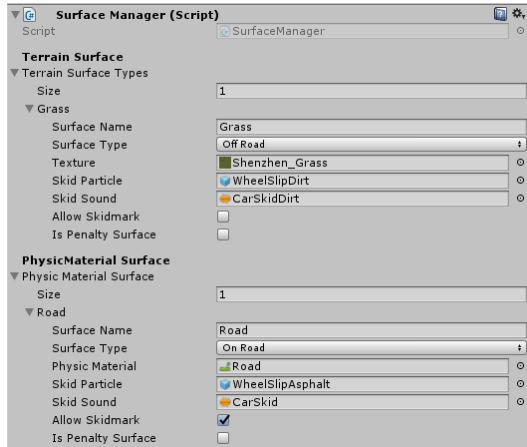 Surface Manager (Script)
Script SurfaceManager
Terrain Surface
Terrain Surface Types
Size 1
Grass
Surface Name Grass
Surface Type Off Road
Texture Shenzhen_Grass
Skid Particle WheelSlipDirt
Skid Sound CarSkidDirt
Allow Skidmark
Is Penalty Surface
PhysicMaterial Surface
Physic Material Surface
Size 1
Road
Surface Name Road
Surface Type On Road
Physic Material Road
Skid Particle WheelSlipAsphalt
Skid Sound CarSkid
Allow Skidmark
Is Penalty Surface